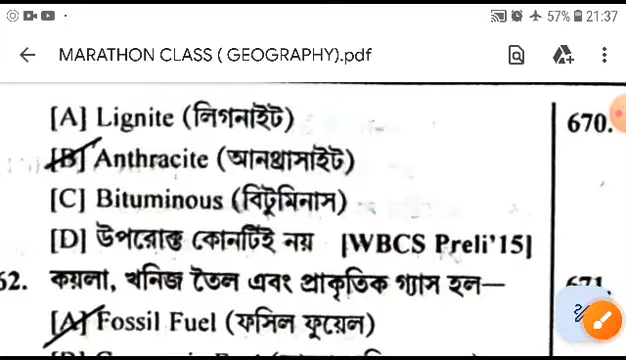 57% 21:37
MARATHON CLASS ( GEOGRAPHY).pdf
[A] Lignite (লিগনাইট)
[B] Anthracite (আনথ্রাসাইট)
[C] Bituminous (বিটুমিনাস)
[D] উপরোক্ত কোনটিই নয় [WBCS Preli'15]
62. কয়লা, খনিজ তৈল এবং প্রাকৃতিক গ্যাস হল—
[A] Fossil Fuel (ফসিল ফুয়েল)
670.
671.